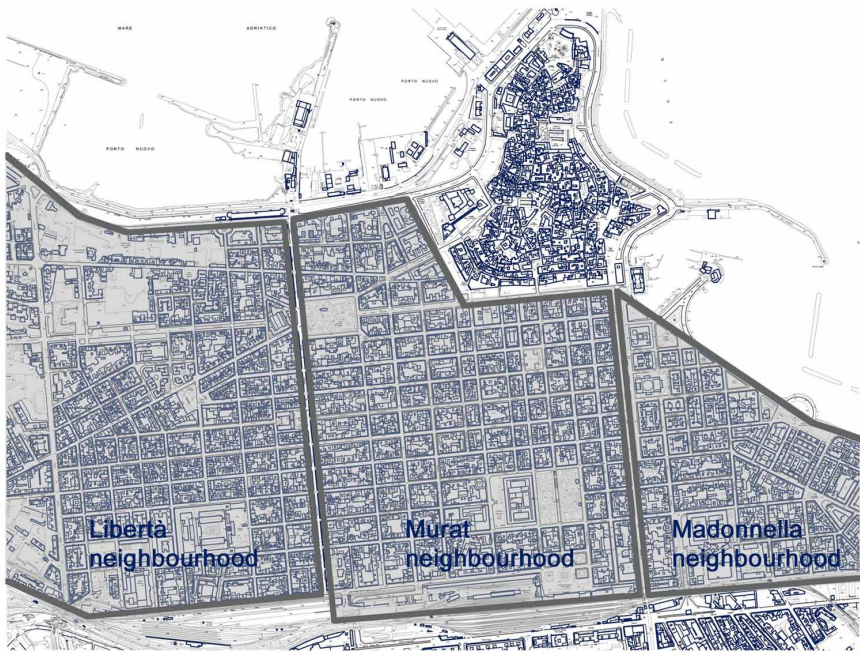 MARE ADRIATICO
PORTO NUOVO
PORTO NUOVO
PORTO NUOVO
Libertà
neighbourhood
Murat
neighbourhood
Madonnella
neighbourhood